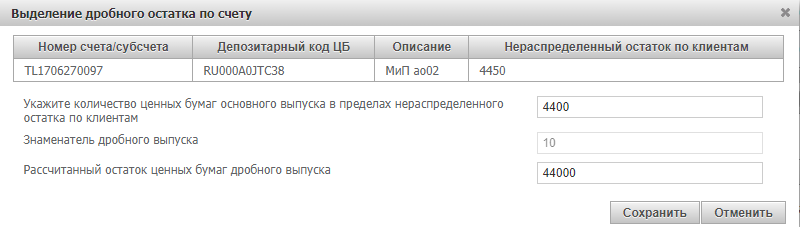 Выделение дробного остатка по счету
Номер счета/субсчета Депозитарный код ЦБ Описание Нераспределенный остаток по клиентам
TL1706270097 RU000A0JTC38 МиП ао02 4450
Укажите количество ценных бумаг основного выпуска в пределах нераспределенного 4400
остатка по клиентам
Знаменатель дробного выпуска 10
Рассчитанный остаток ценных бумаг дробного выпуска 44000
Сохранить Отменить